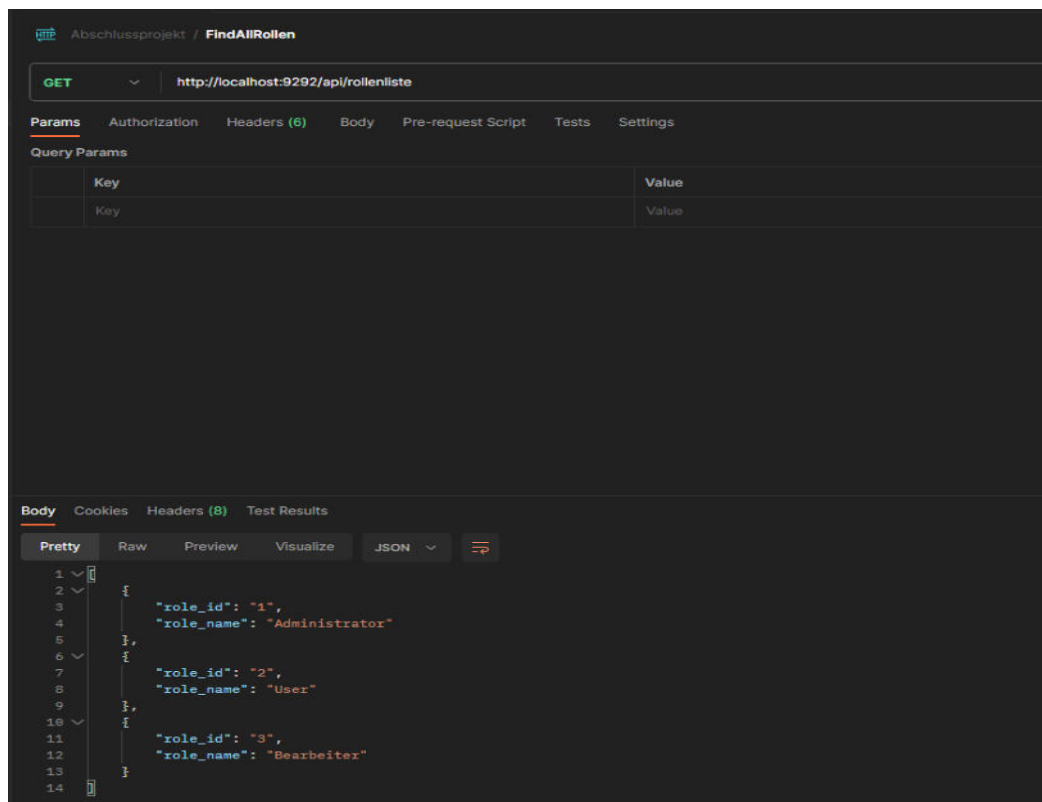 HTTP Abschlussprojekt / FindAllRollen
GET http://localhost:9292/api/rollenliste
Params Authorization Headers (6) Body Pre-request Script Tests Settings
Query Params
Key Value
Key Value
Body Cookies Headers (8) Test Results
Pretty Raw Preview Visualize JSON
1 [
2 {
3 "role_id": "1",
4 "role_name": "Administrator"
5 },
6 {
7 "role_id": "2",
8 "role_name": "User"
9 },
10 {
11 "role_id": "3",
12 "role_name": "Bearbeiter"
13 }
14 ]